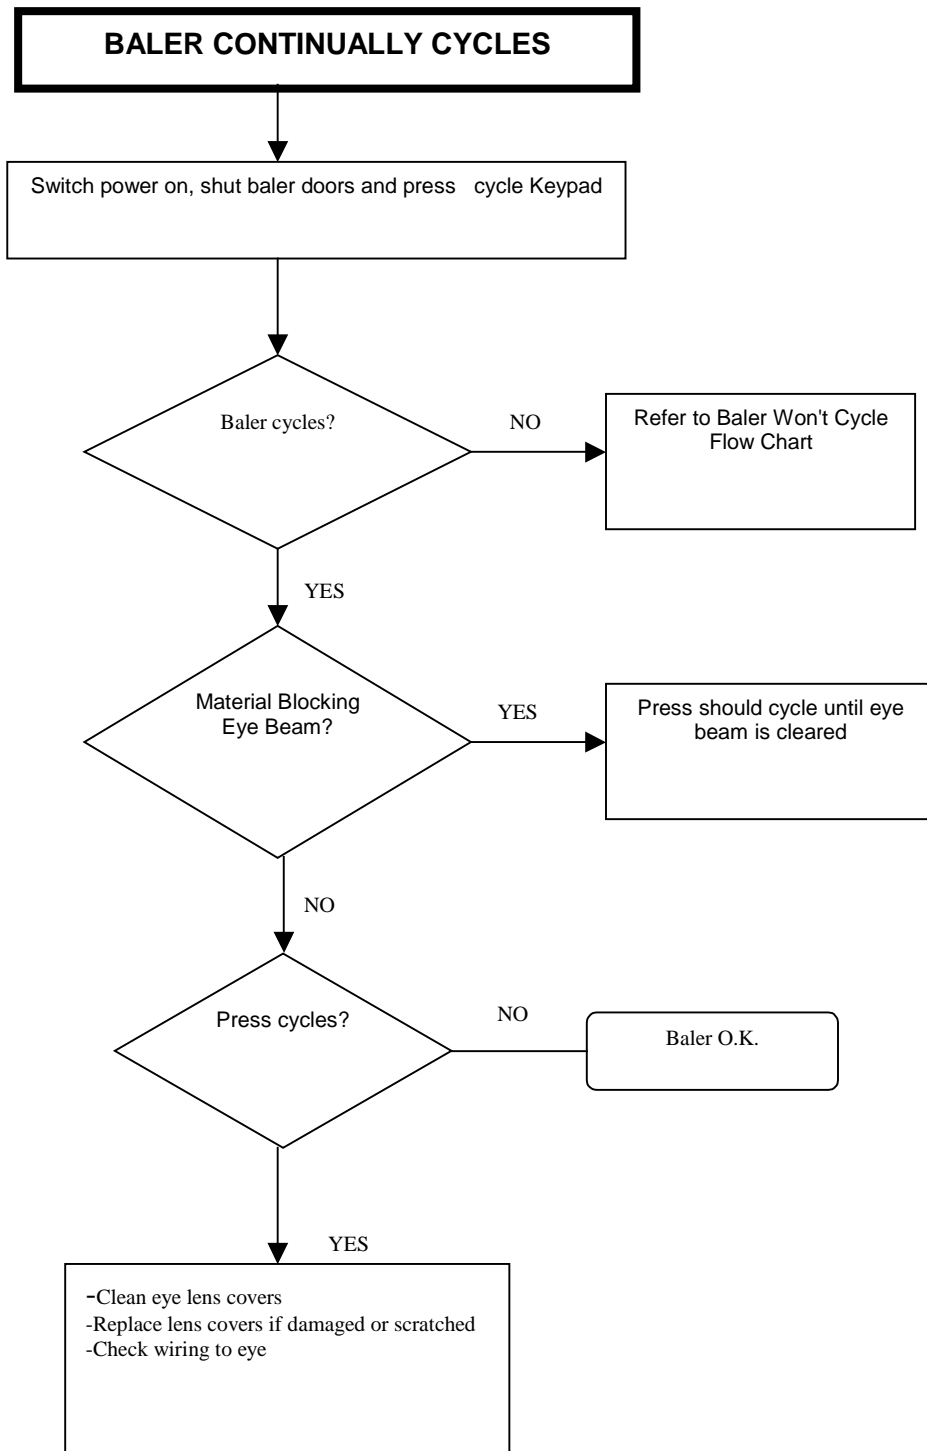 BALER CONTINUALLY CYCLES
Switch power on, shut baler doors and press cycle Keypad
Baler cycles?
NO
Refer to Baler Won't Cycle
Flow Chart
YES
Material Blocking
Eye Beam?
YES
Press should cycle until eye
beam is cleared
NO
Press cycles?
NO
Baler O.K.
YES
-Clean eye lens covers
-Replace lens covers if damaged or scratched
-Check wiring to eye